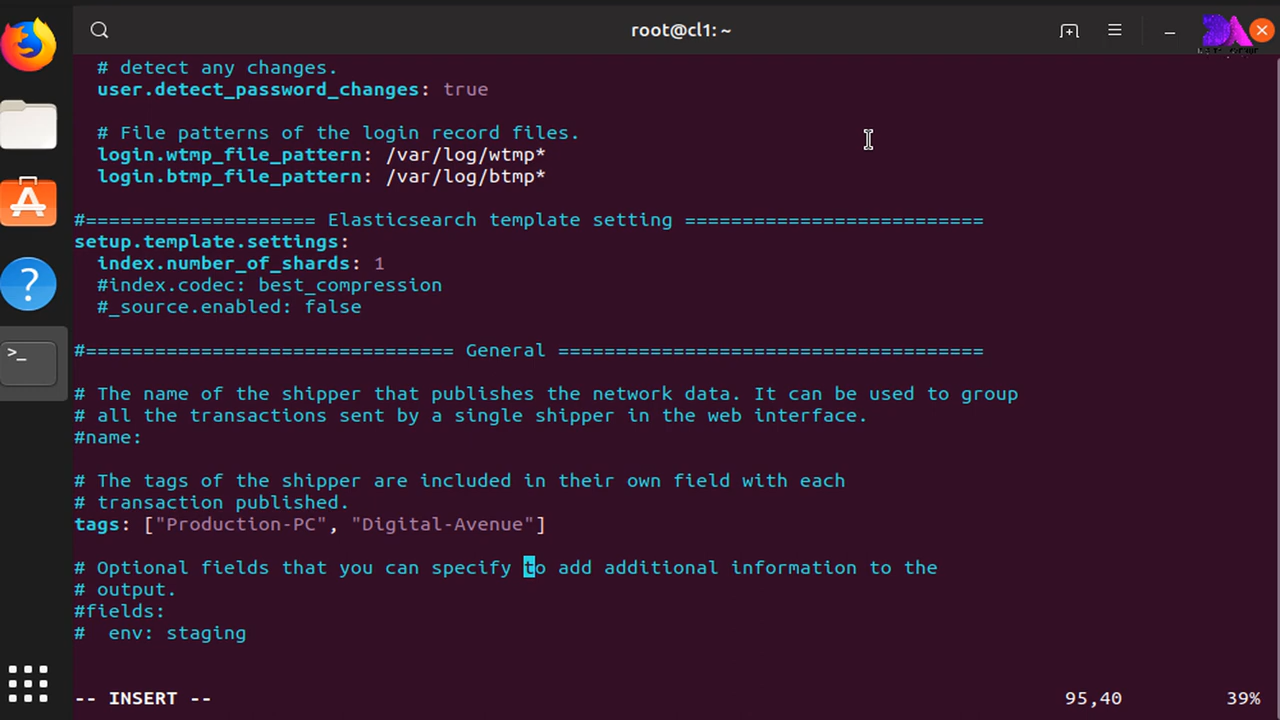 root@cl1: ~
# detect any changes.
user.detect_password_changes: true
# File patterns of the login record files.
login.wtmp_file_pattern: /var/log/wtmp*
login.btmp_file_pattern: /var/log/btmp*
#==================== Elasticsearch template setting ==========================
setup.template.settings:
index.number_of_shards: 1
#index.codec: best_compression
#_source.enabled: false
#================================ General =====================================
# The name of the shipper that publishes the network data. It can be used to group
# all the transactions sent by a single shipper in the web interface.
#name:
# The tags of the shipper are included in their own field with each
# transaction published.
tags: ["Production-PC", "Digital-Avenue"]
# Optional fields that you can specify to add additional information to the
# output.
#fields:
#  env: staging
-- INSERT --
95,40
39%